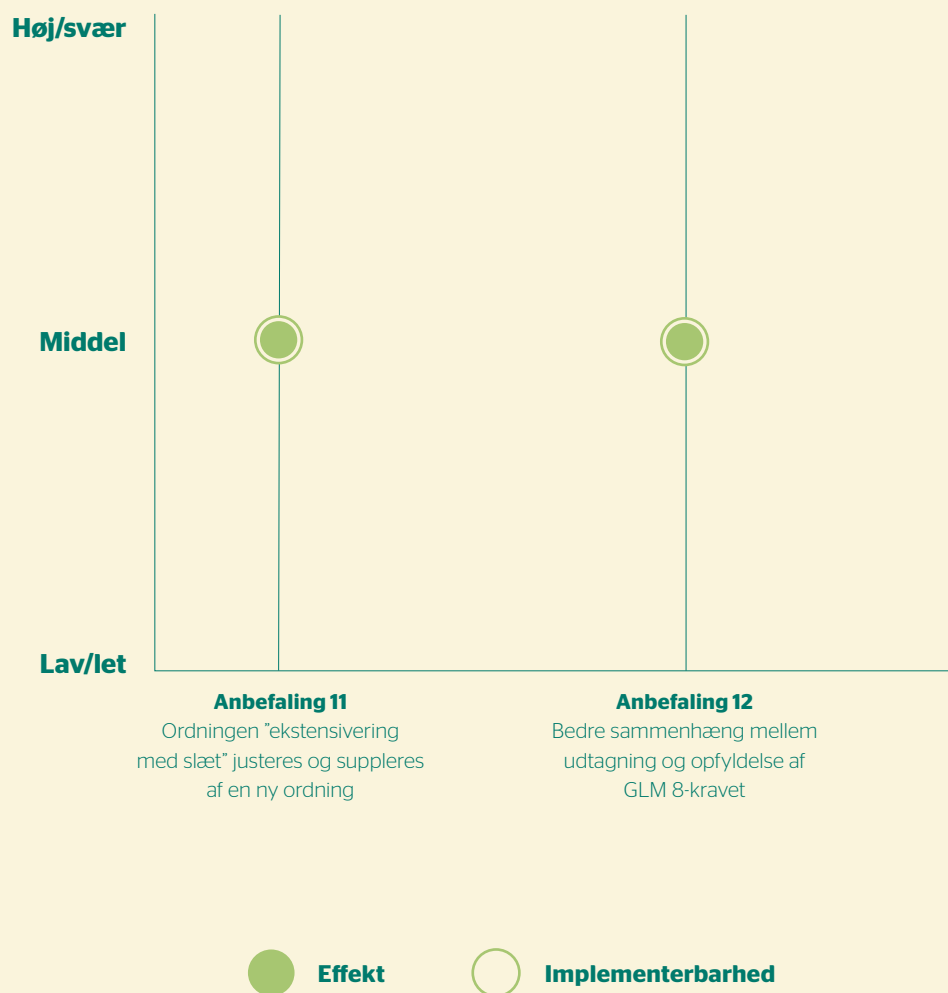 Høj/svær
Middel
Lav/let
Anbefaling 11
Ordningen ”ekstensivering
med slæt” justeres og suppleres
af en ny ordning
Anbefaling 12
Bedre sammenhæng mellem
udtagning og opfyldelse af
GLM 8-kravet
Effekt
Implementerbarhed